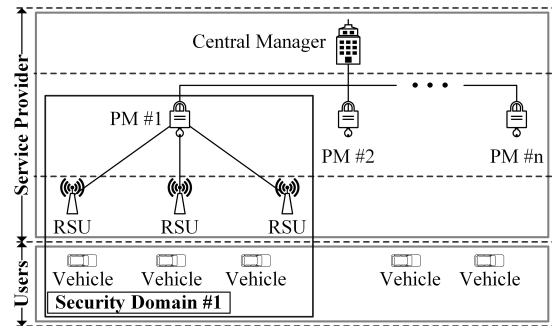 Service Provider
Central Manager
PM #1
PM #2
PM #n
RSU
RSU
RSU
Users
Vehicle
Vehicle
Vehicle
Vehicle
Vehicle
Security Domain #1